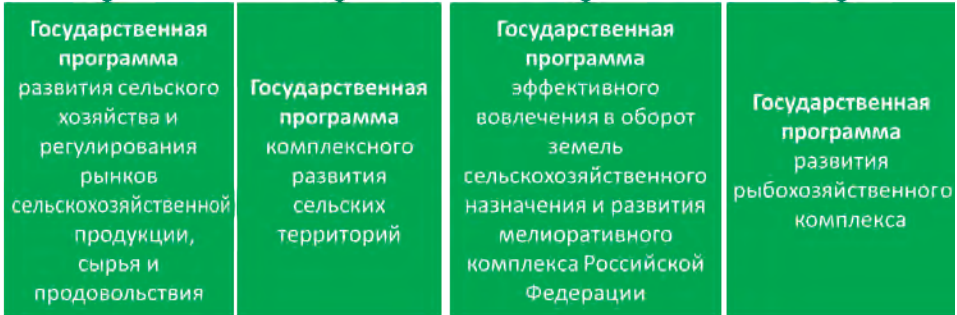 Государственная
программа
развития сельского
хозяйства и
регулирования
рынков
сельскохозяйственной
продукции,
сырья и
продовольствия
Государственная
программа
комплексного
развития
сельских
территорий
Государственная
программа
эффективного
вовлечения в оборот
земель
сельскохозяйственного
назначения и развития
мелиоративного
комплекса Российской
Федерации
Государственная
программа
развития
рыбохозяйственного
комплекса